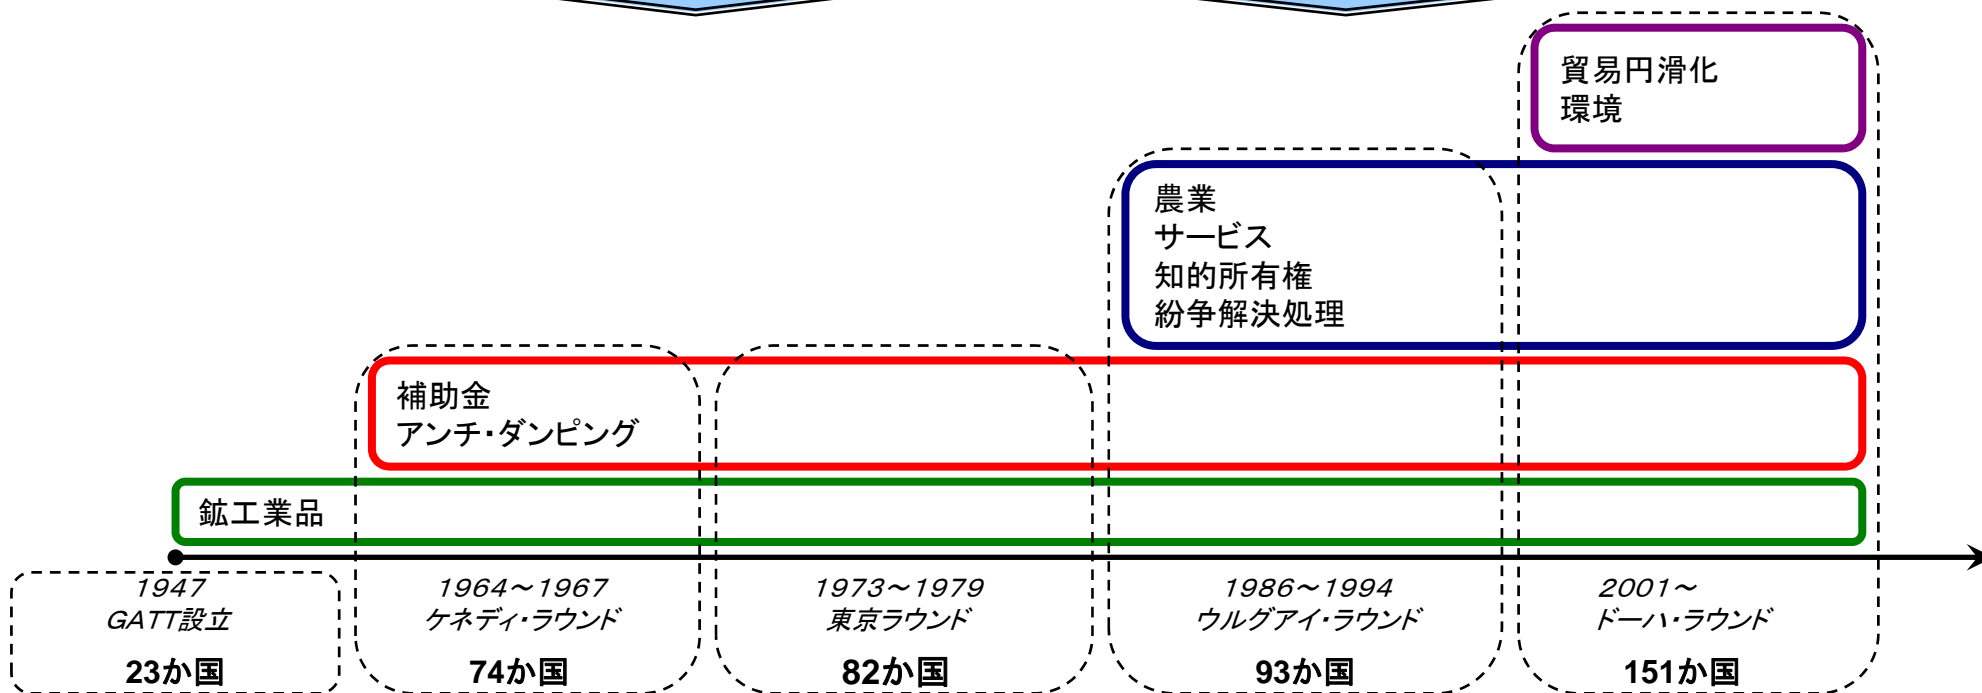 貿易円滑化
環境
農業
サービス
知的所有権
紛争解決処理
補助金
アンチ・ダンピング
鉱工業品
1947
GATT設立
23か国
1964～1967
ケネディ・ラウンド
74か国
1973～1979
東京ラウンド
82か国
1986～1994
ウルグアイ・ラウンド
93か国
2001～
ドーハ・ラウンド
151か国